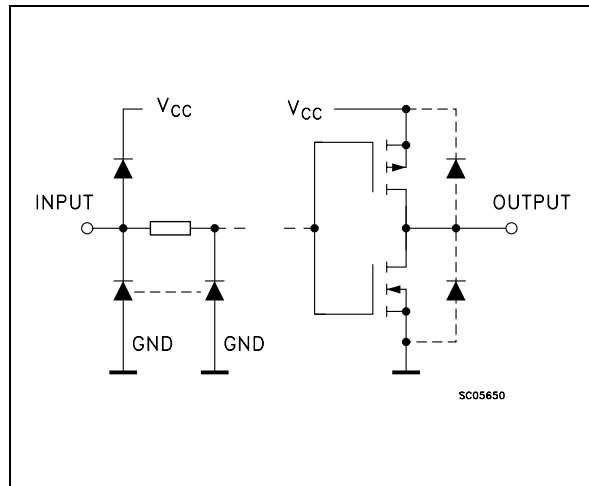 VCC
VCC
INPUT
OUTPUT
GND
GND
SC05650